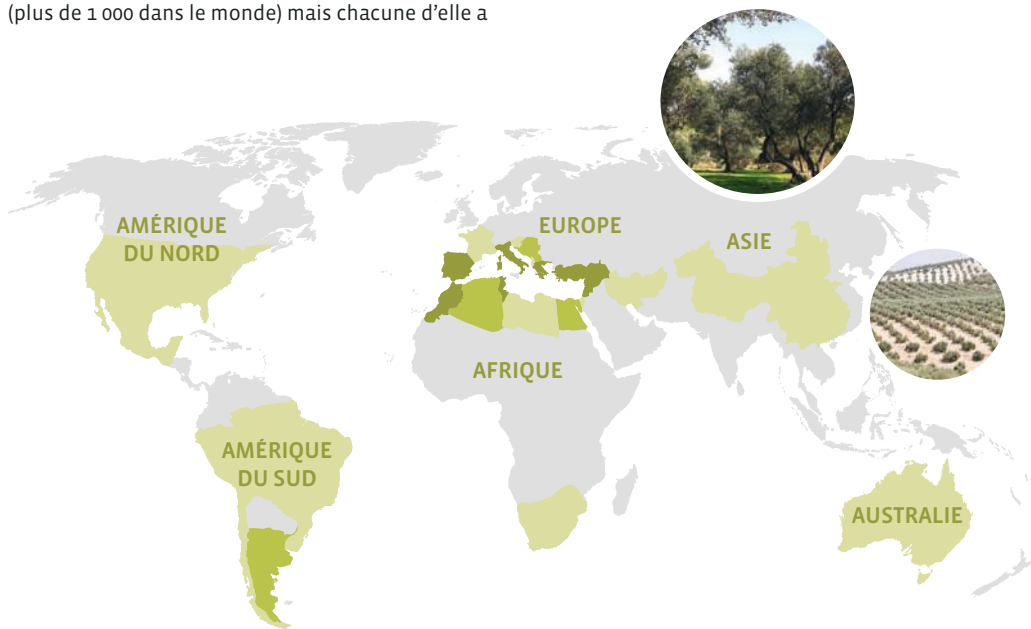 (plus de 1 000 dans le monde) mais chacune d'elle a
AMÉRIQUE
DU NORD
EUROPE
ASIE
AFRIQUE
AMÉRIQUE
DU SUD
AUSTRALIE